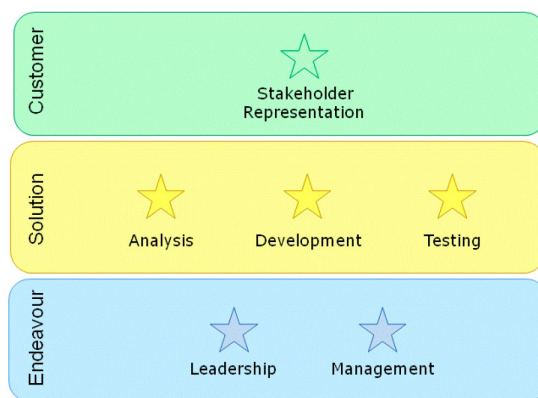 Customer
Stakeholder
Representation
Solution
Analysis
Development
Testing
Endeavour
Leadership
Management